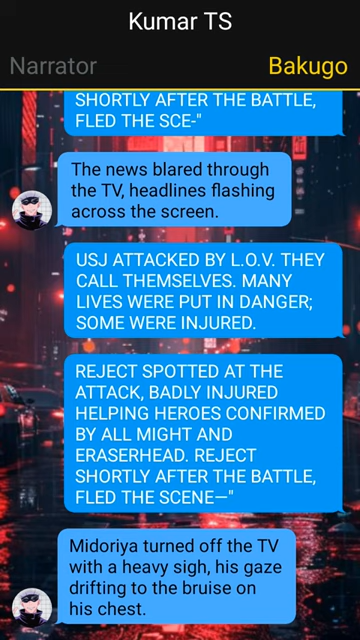 Kumar TS
Narrator
Bakugo
SHORTLY AFTER THE BATTLE,
FLED THE SCE-"
The news blared through
the TV, headlines flashing
across the screen.
USJ ATTACKED BY L.O.V. THEY
CALL THEMSELVES. MANY
LIVES WERE PUT IN DANGER;
SOME WERE INJURED.
REJECT SPOTTED AT THE
ATTACK, BADLY INJURED
HELPING HEROES CONFIRMED
BY ALL MIGHT AND
ERASERHEAD. REJECT
SHORTLY AFTER THE BATTLE,
FLED THE SCENE—"
Midoriya turned off the TV
with a heavy sigh, his gaze
drifting to the bruise on
his chest.